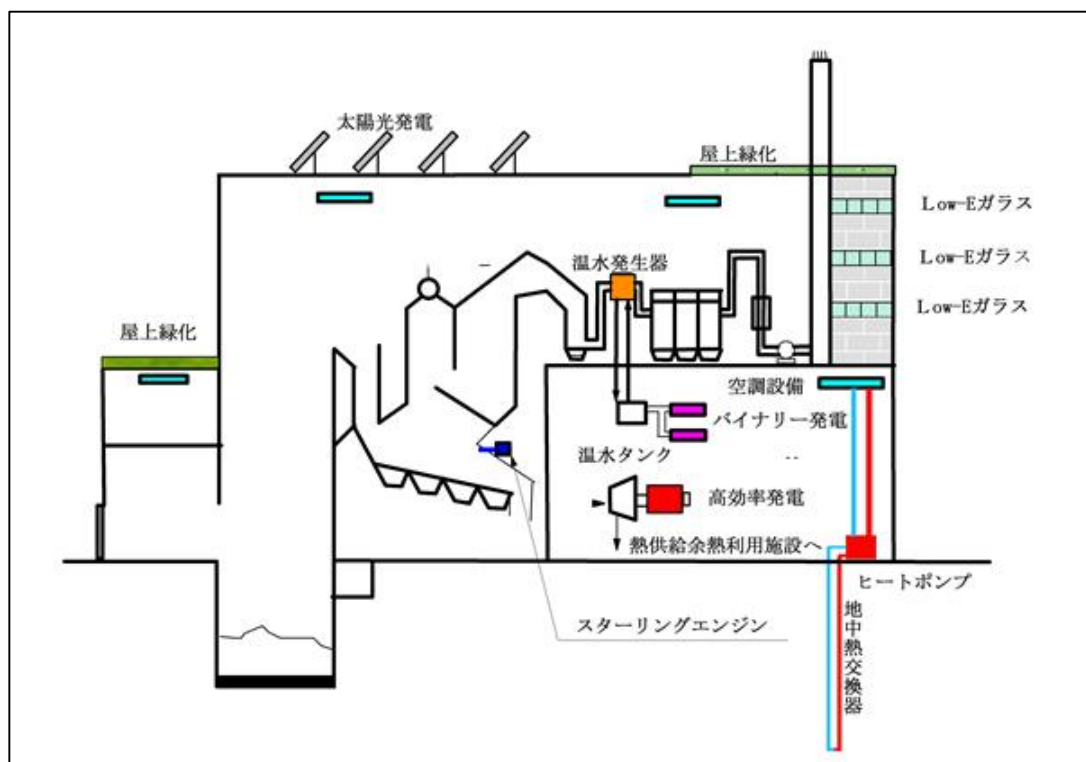 太陽光発電
屋上緑化
Low-Eガラス
温水発生器
Low-Eガラス
Low-Eガラス
屋上緑化
空調設備
バイナリー発電
温水タンク
高効率発電
熱供給余熱利用施設へ
ヒートポンプ
スターリングエンジン
地中熱交換器